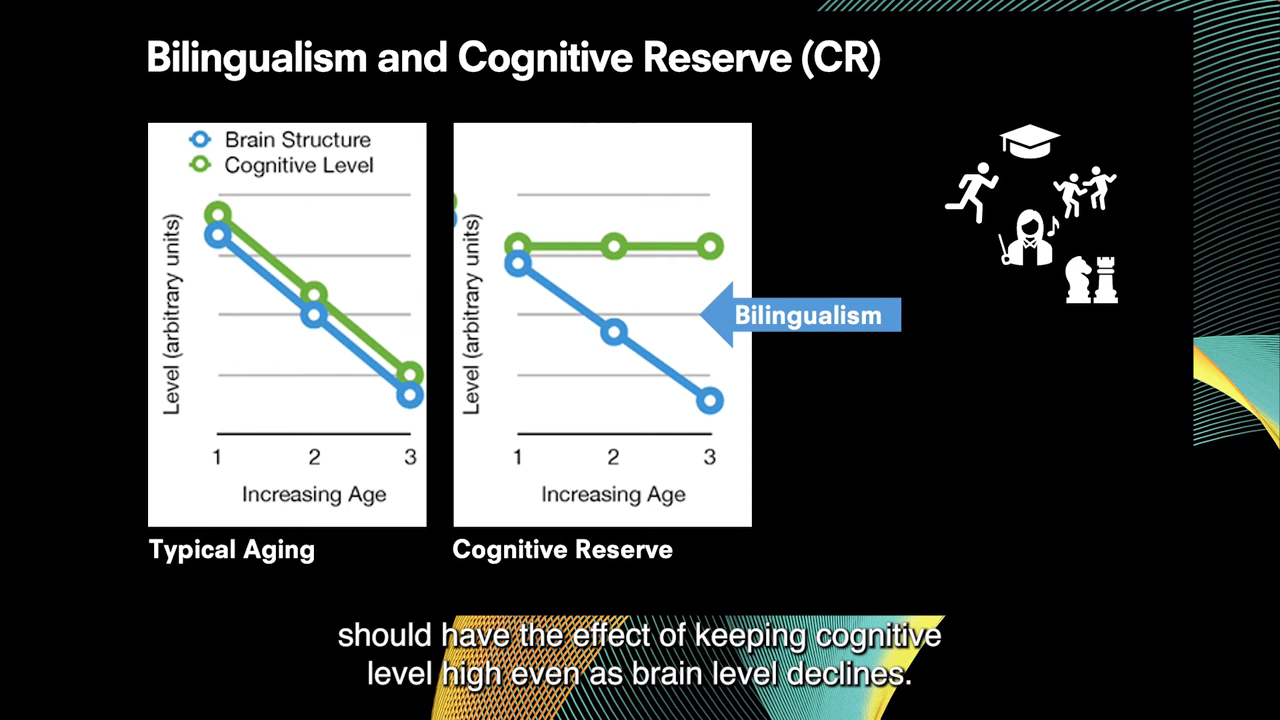 Bilingualism and Cognitive Reserve (CR)
Brain Structure
Cognitive Level
Level (arbitrary units)
1 2 3
Increasing Age
Typical Aging
Level (arbitrary units)
1 2 3
Increasing Age
Cognitive Reserve
Bilingualism
should have the effect of keeping cognitive
level high even as brain level declines.